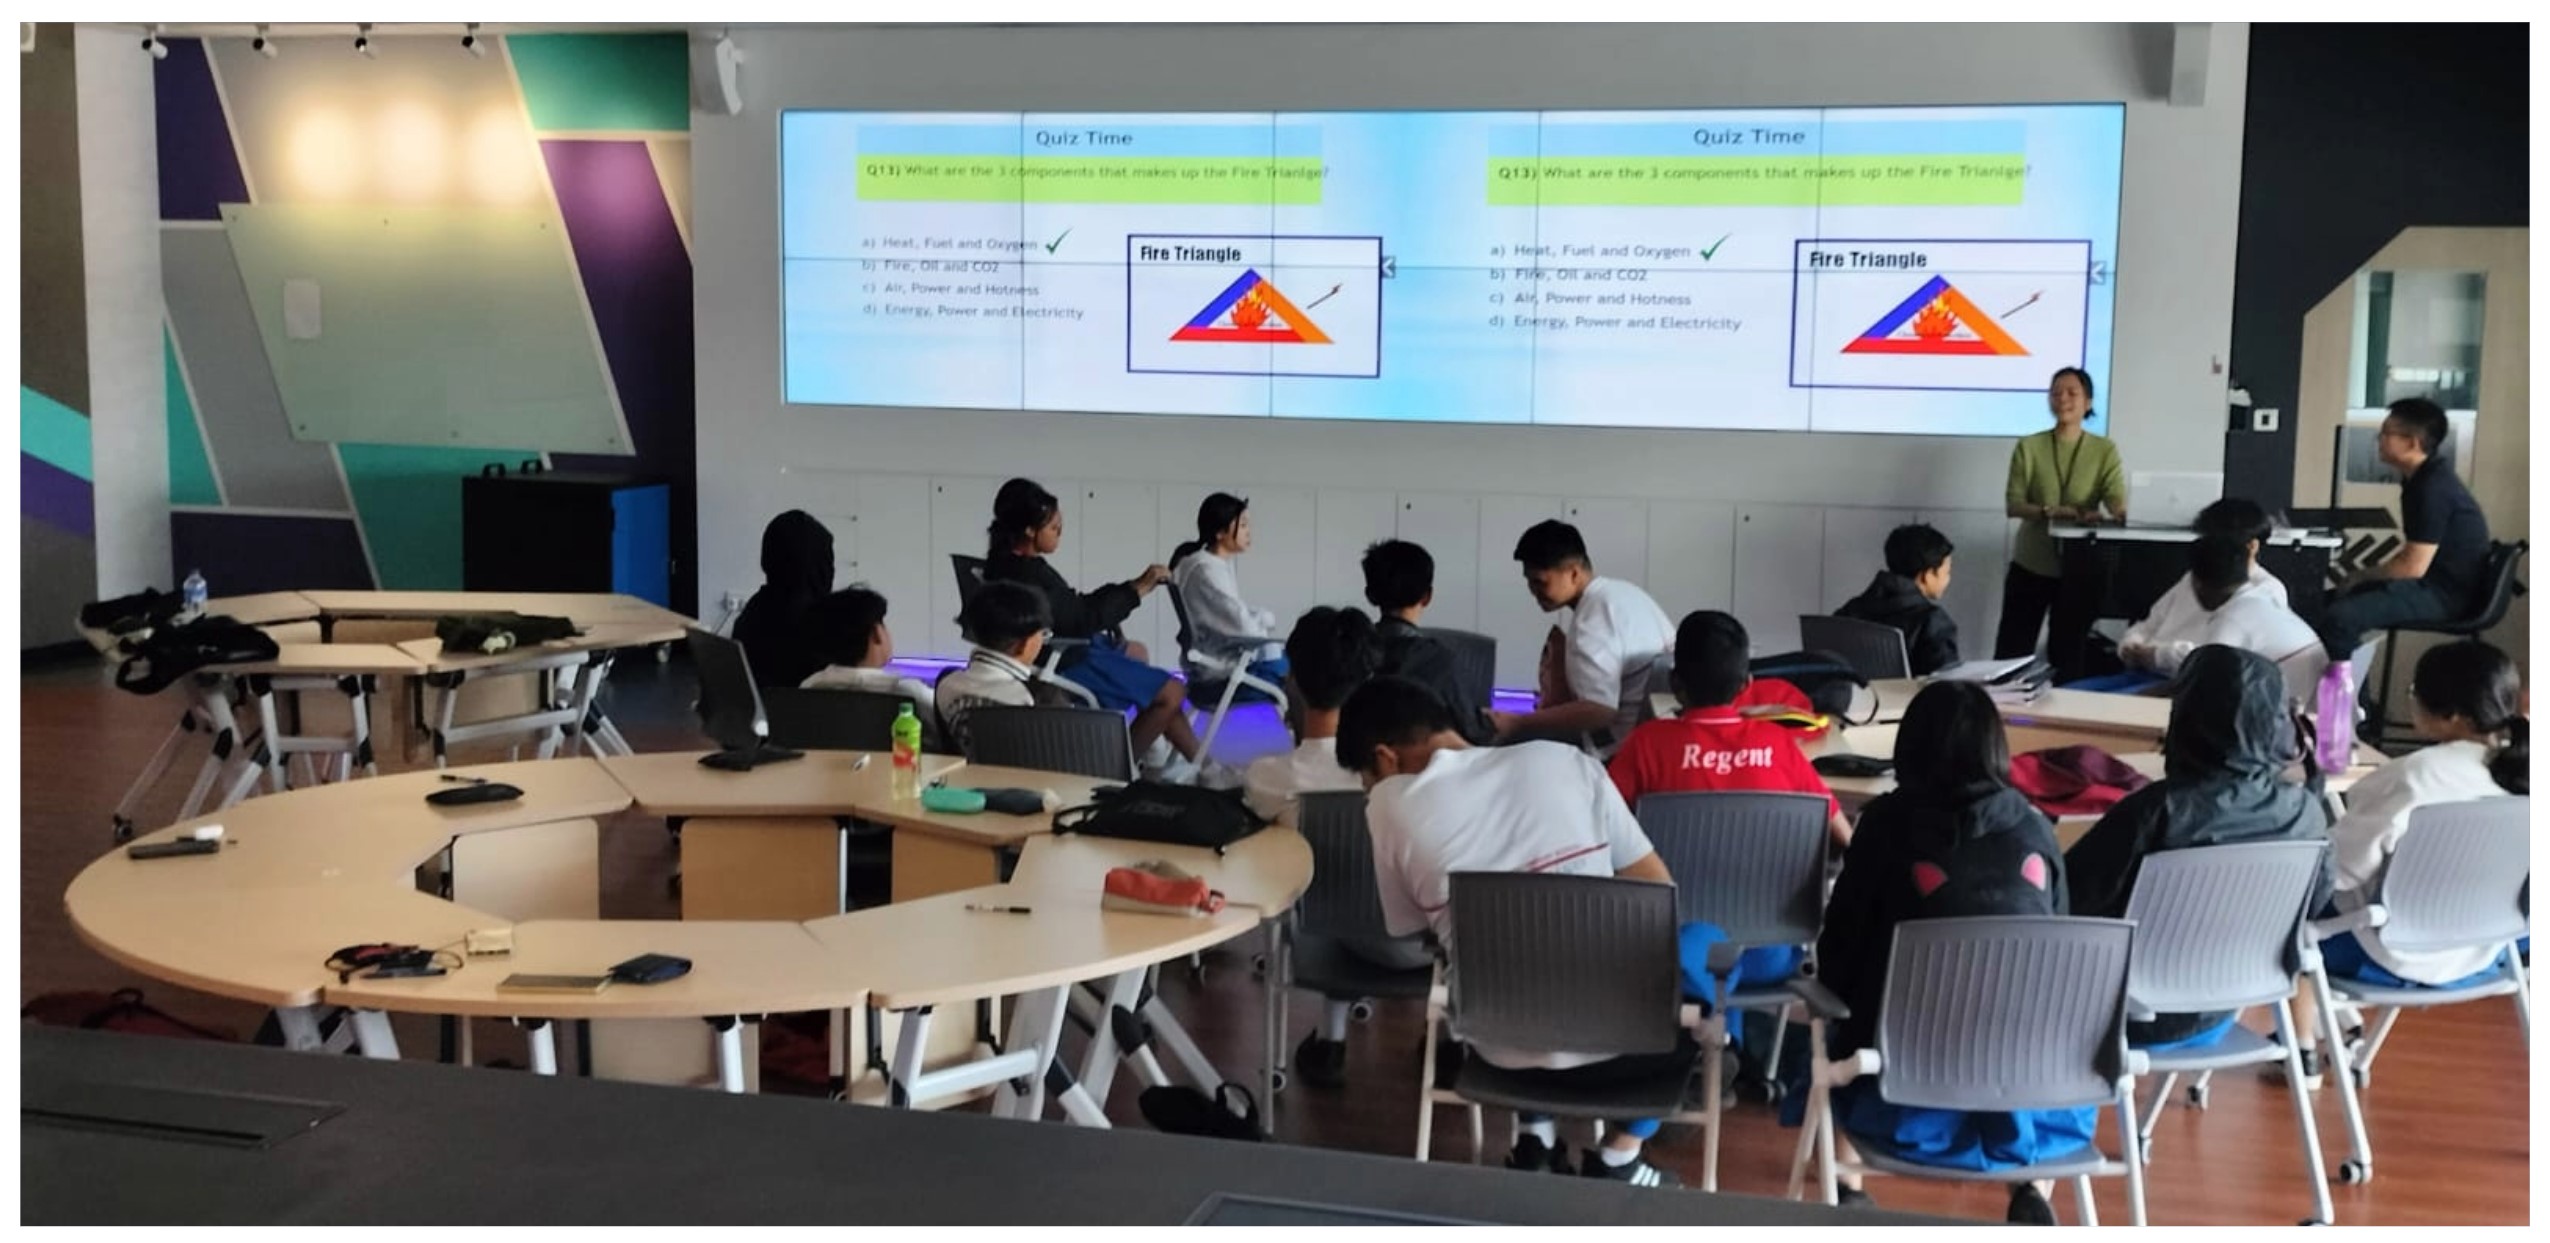 Quiz Time
Q13) What are the 3 components that makes up the Fire Trianlge?
a) Heat, Fuel and Oxygen
b) Fire, Oil and CO2
c) Air, Power and Hotness
d) Energy, Power and Electricity
Fire Triangle
Quiz Time
Q13) What are the 3 components that makes up the Fire Trianlge?
a) Heat, Fuel and Oxygen
b) Fire, Oil and CO2
c) Air, Power and Hotness
d) Energy, Power and Electricity
Fire Triangle
Regent